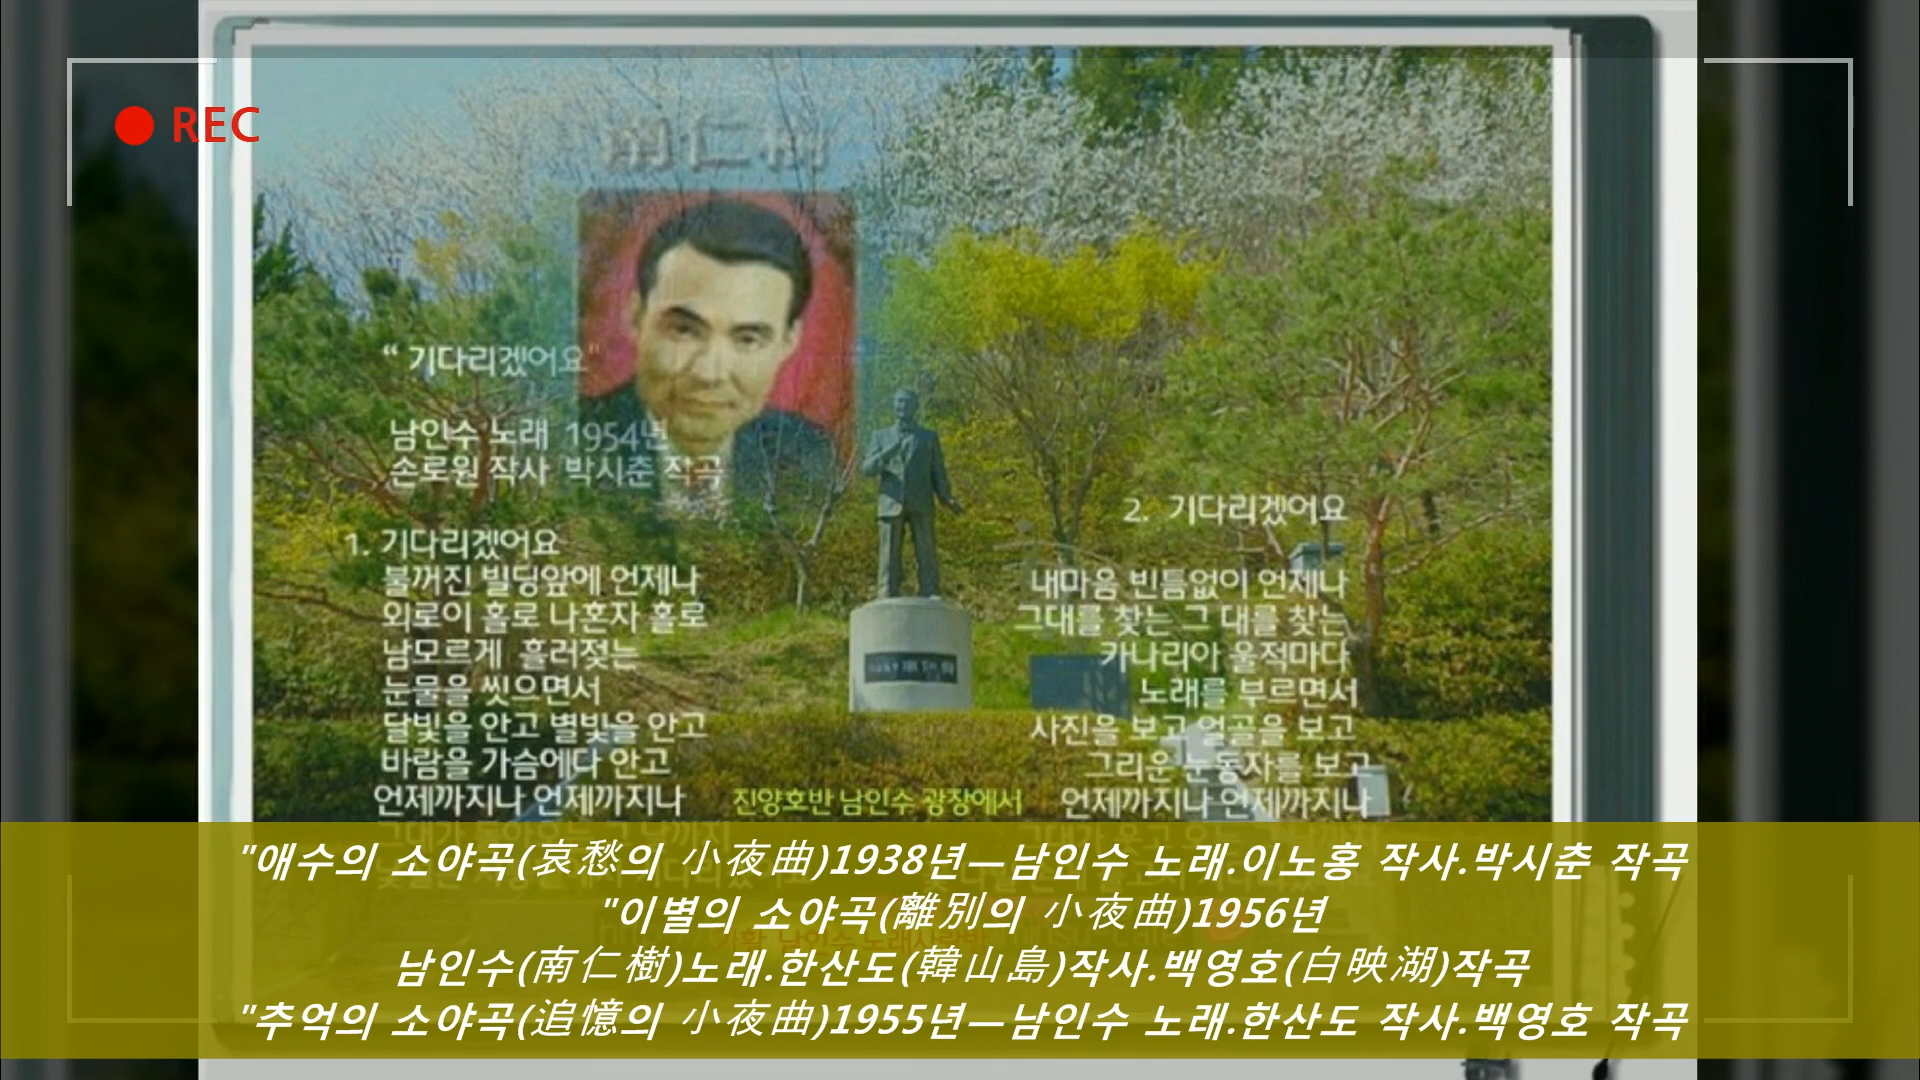 REC
南仁樹
“ 기다리겠어요"
남인수 노래 1954년
손로원 작사 박시춘 작곡
1. 기다리겠어요
불꺼진 빌딩앞에 언제나
외로이 홀로 나혼자 홀로
남모르게 흘러젖는
눈물을 씻으면서
달빛을 안고 별빛을 안고
바람을 가슴에다 안고
언제까지나 언제까지나
2. 기다리겠어요
내마음 빈틈없이 언제나
그대를 찾는 그 대를 찾는
카나리아 울적마다
노래를 부르면서
사진을 보고 얼골을 보고
그리운 눈동자를 보고
언제까지나 언제까지나
진양호반 남인수 광장에서
"애수의 소야곡(哀愁의 小夜曲)1938년—남인수 노래.이노홍 작사.박시춘 작곡
"이별의 소야곡(離別의 小夜曲)1956년
남인수(南仁樹)노래.한산도(韓山島)작사.백영호(白映湖)작곡
"추억의 소야곡(追憶의 小夜曲)1955년—남인수 노래.한산도 작사.백영호 작곡